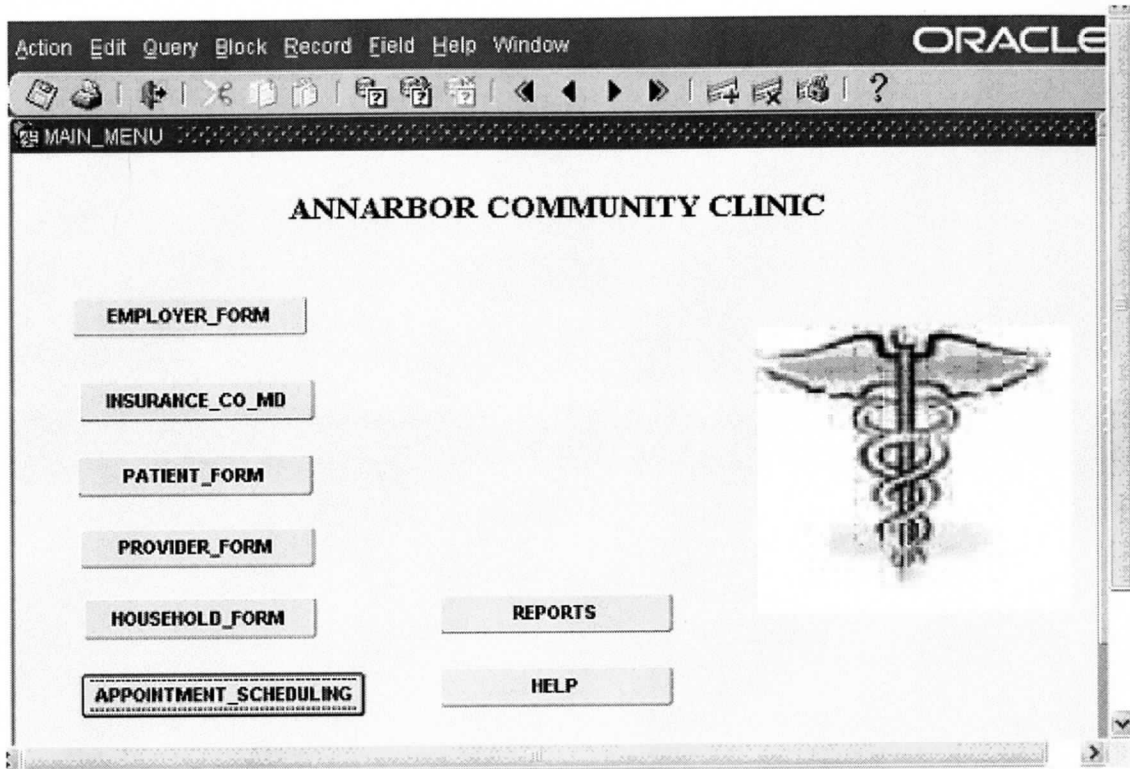 Action Edit Query Block Record Field Help Window
ORACLE
MAIN_MENU
ANNARBOR COMMUNITY CLINIC
EMPLOYER_FORM
INSURANCE_CO_MD
PATIENT_FORM
PROVIDER_FORM
HOUSEHOLD_FORM
REPORTS
APPOINTMENT_SCHEDULING
HELP